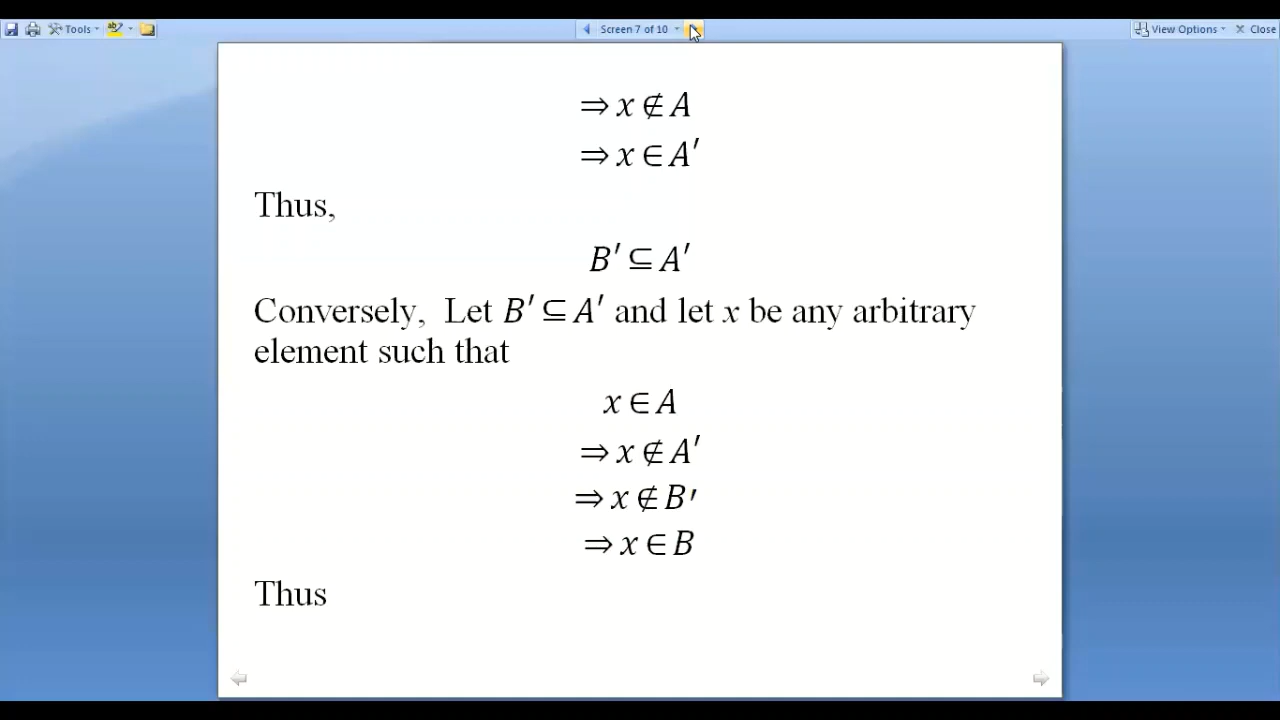 Tools
Screen 7 of 10
View Options
Close
⇒ x ∉ A
⇒ x ∈ A′
Thus,
B′ ⊆ A′
Conversely, Let B′ ⊆ A′ and let x be any arbitrary
element such that
x ∈ A
⇒ x ∉ A′
⇒ x ∉ B′
⇒ x ∈ B
Thus